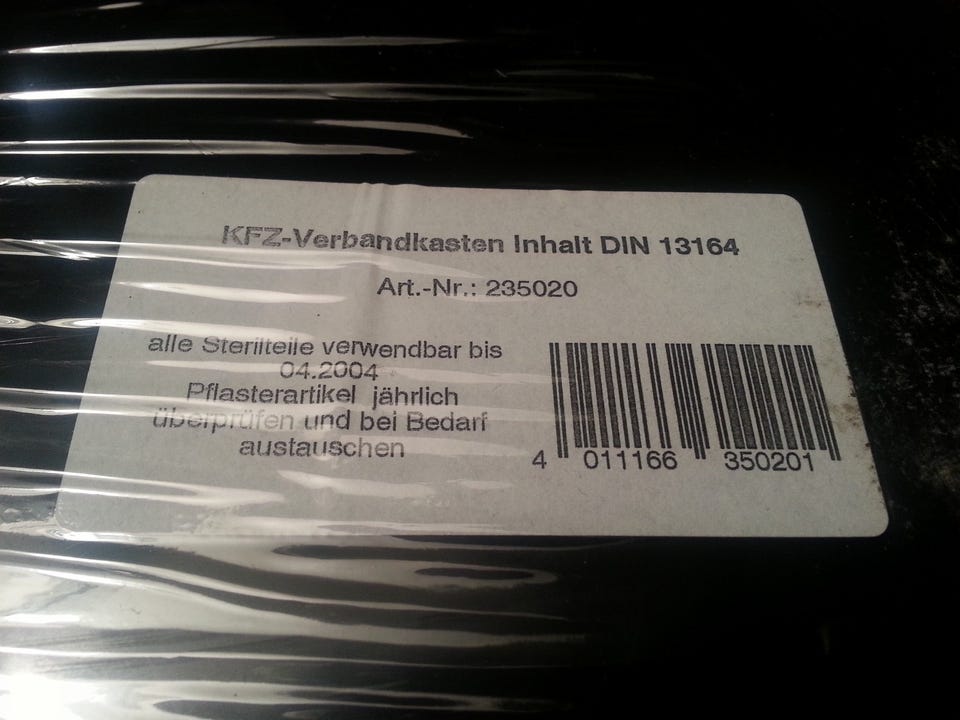 KFZ-Verbandkasten Inhalt DIN 13164
Art.-Nr.: 235020
alle Sterilteile verwendbar bis
04.2004
Pflasterartikel jährlich
überprüfen und bei Bedarf
austauschen
4 011166 350201